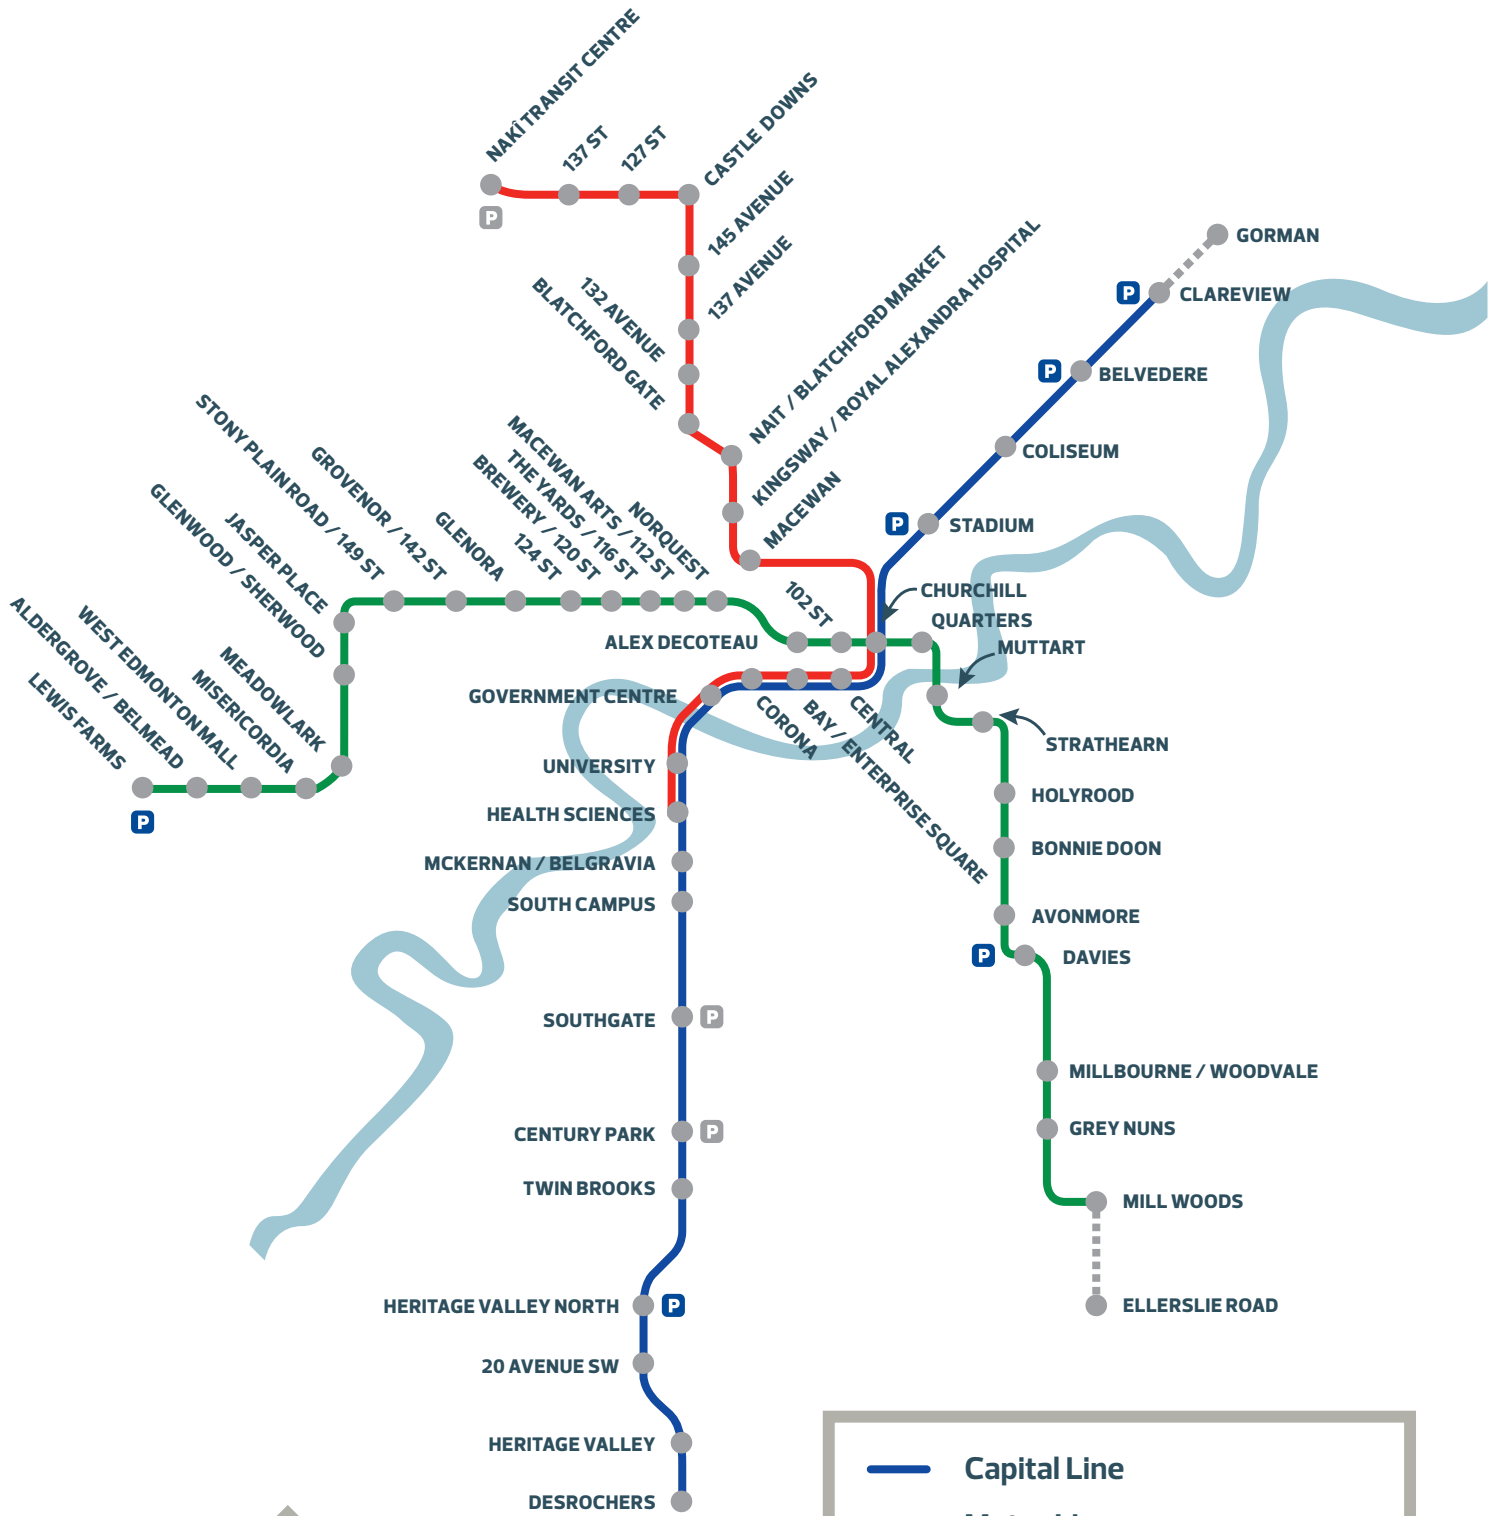 NAKÎ TRANSIT CENTRE
137 ST
127 ST
CASTLE DOWNS
P
145 AVENUE
137 AVENUE
132 AVENUE
BLATCHFORD GATE
NAIT / BLATCHFORD MARKET
KINGSWAY / ROYAL ALEXANDRA HOSPITAL
MACEWAN
GORMAN
P
CLAREVIEW
P
BELVEDERE
COLISEUM
P
STADIUM
CHURCHILL
QUARTERS
MUTTART
STRATHEARN
STONY PLAIN ROAD / 149 ST
GROVENOR / 142 ST
GLENORA
124 ST
BREWERY / 120 ST
THE YARDS / 116 ST
MACEWAN ARTS / 112 ST
NORQUEST
102 ST
ALEX DECOTEAU
JASPER PLACE
GLENWOOD / SHERWOOD
MEADOWLARK
MISERICORDIA
WEST EDMONTON MALL
ALDERGROVE / BELMEAD
LEWIS FARMS
P
GOVERNMENT CENTRE
CORONA
BAY / ENTERPRISE SQUARE
CENTRAL
UNIVERSITY
HEALTH SCIENCES
MCKERNAN / BELGRAVIA
SOUTH CAMPUS
SOUTHGATE
P
CENTURY PARK
P
TWIN BROOKS
HERITAGE VALLEY NORTH
P
20 AVENUE SW
HERITAGE VALLEY
DESROCHERS
HOLYROOD
BONNIE DOON
AVONMORE
P
DAVIES
MILLBOURNE / WOODVALE
GREY NUNS
MILL WOODS
ELLERSLIE ROAD
Capital Line